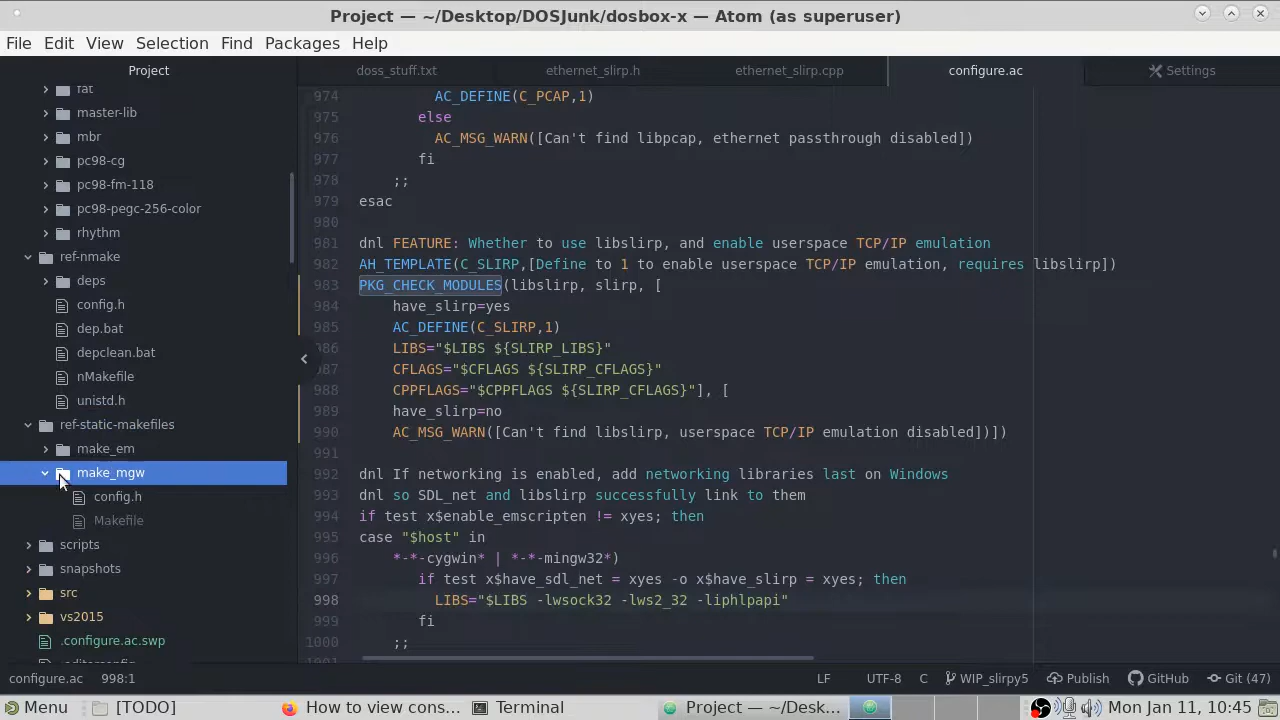 Project — ~/Desktop/DOSJunk/dosbox-x — Atom (as superuser)
File Edit View Selection Find Packages Help
Project
doss_stuff.txt ethernet_slirp.h ethernet_slirp.cpp configure.ac Settings
fat
master-lib
mbr
pc98-cg
pc98-fm-118
pc98-pegc-256-color
rhythm
ref-nmake
deps
config.h
dep.bat
depclean.bat
nMakefile
unistd.h
ref-static-makefiles
make_em
make_mgw
config.h
Makefile
scripts
snapshots
src
vs2015
.configure.ac.swp
.editorconfig
974 AC_DEFINE(C_PCAP,1)
975 else
976 AC_MSG_WARN([Can't find libpcap, ethernet passthrough disabled])
977 fi
978 ;;
979 esac
980
981 dnl FEATURE: Whether to use libslirp, and enable userspace TCP/IP emulation
982 AH_TEMPLATE(C_SLIRP,[Define to 1 to enable userspace TCP/IP emulation, requires libslirp])
983 PKG_CHECK_MODULES(libslirp, slirp, [
984 have_slirp=yes
985 AC_DEFINE(C_SLIRP,1)
986 LIBS="$LIBS ${SLIRP_LIBS}"
987 CFLAGS="$CFLAGS ${SLIRP_CFLAGS}"
988 CPPFLAGS="$CPPFLAGS ${SLIRP_CFLAGS}"], [
989 have_slirp=no
990 AC_MSG_WARN([Can't find libslirp, userspace TCP/IP emulation disabled])])
991
992 dnl If networking is enabled, add networking libraries last on Windows
993 dnl so SDL_net and libslirp successfully link to them
994 if test x$enable_emscripten != xyes; then
995 case "$host" in
996 *-*-cygwin* | *-*-mingw32*)
997 if test x$have_sdl_net = xyes -o x$have_slirp = xyes; then
998 LIBS="$LIBS -lwsock32 -lws2_32 -liphlpapi"
999 fi
1000 ;;
1001
configure.ac 998:1 LF UTF-8 C WIP_slirpy5 Publish GitHub Git (47)
Menu [TODO] How to view cons... Terminal Project — ~/Desk... Mon Jan 11, 10:45